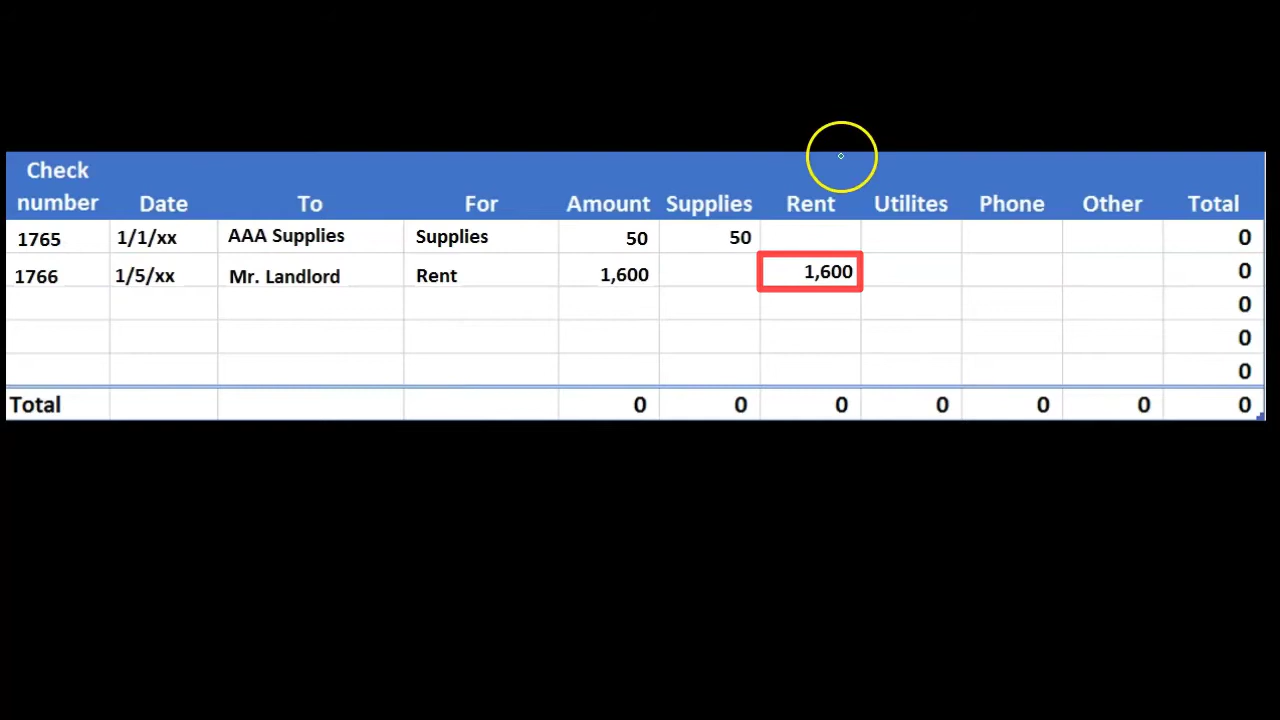 Check number Date To For Amount Supplies Rent Utilites Phone Other Total
1765 1/1/xx AAA Supplies Supplies 50 50 0
1766 1/5/xx Mr. Landlord Rent 1,600 1,600 0
0
0
0
Total 0 0 0 0 0 0 0